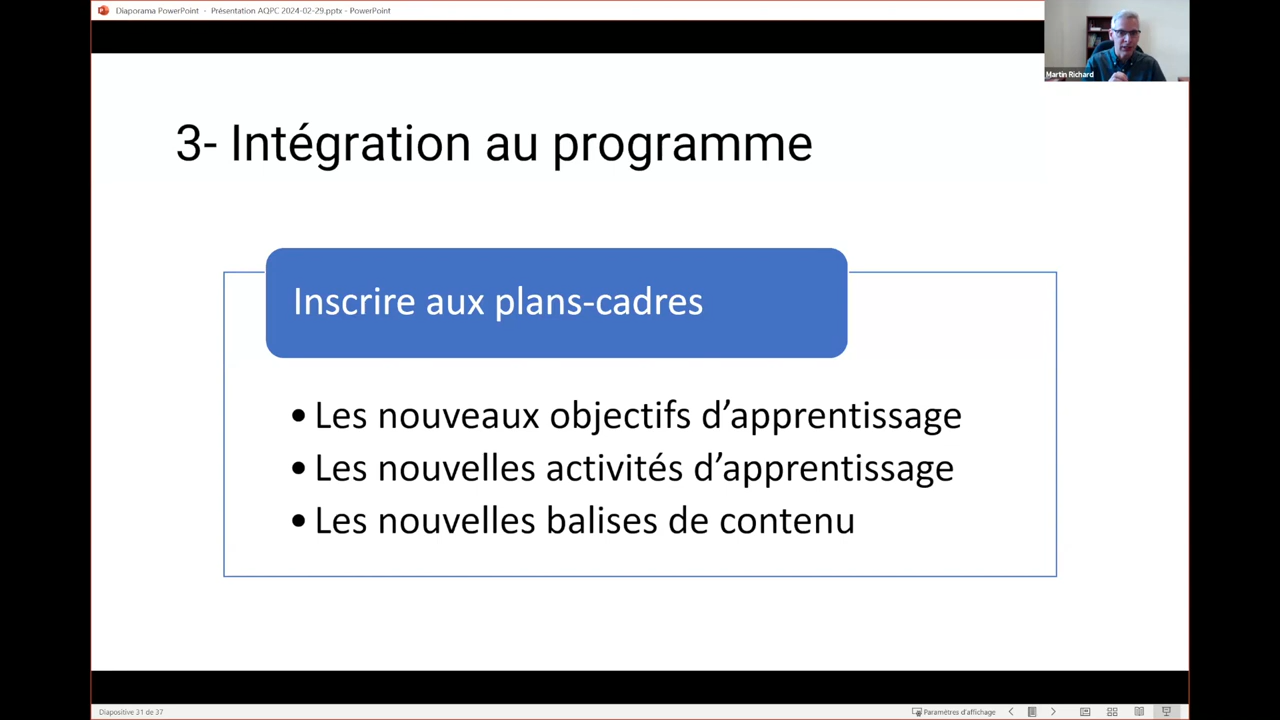 Diaporama PowerPoint - Présentation AQPC 2024-02-29.pptx - PowerPoint
Martin Richard
3- Intégration au programme
Inscrire aux plans-cadres
• Les nouveaux objectifs d’apprentissage
• Les nouvelles activités d’apprentissage
• Les nouvelles balises de contenu
Diapositive 31 de 37
Paramètres d'affichage